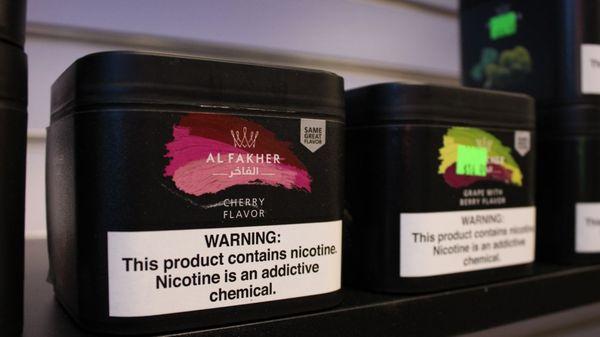 SAME
GREAT
FLAVOR
AL FAKHER
الفاخر
CHERRY
FLAVOR
WARNING:
This product contains nicotine.
Nicotine is an addictive
chemical.
GRAPE WITH
BERRY FLAVOR
WARNING:
This product contains nicotine.
Nicotine is an addictive
chemical.